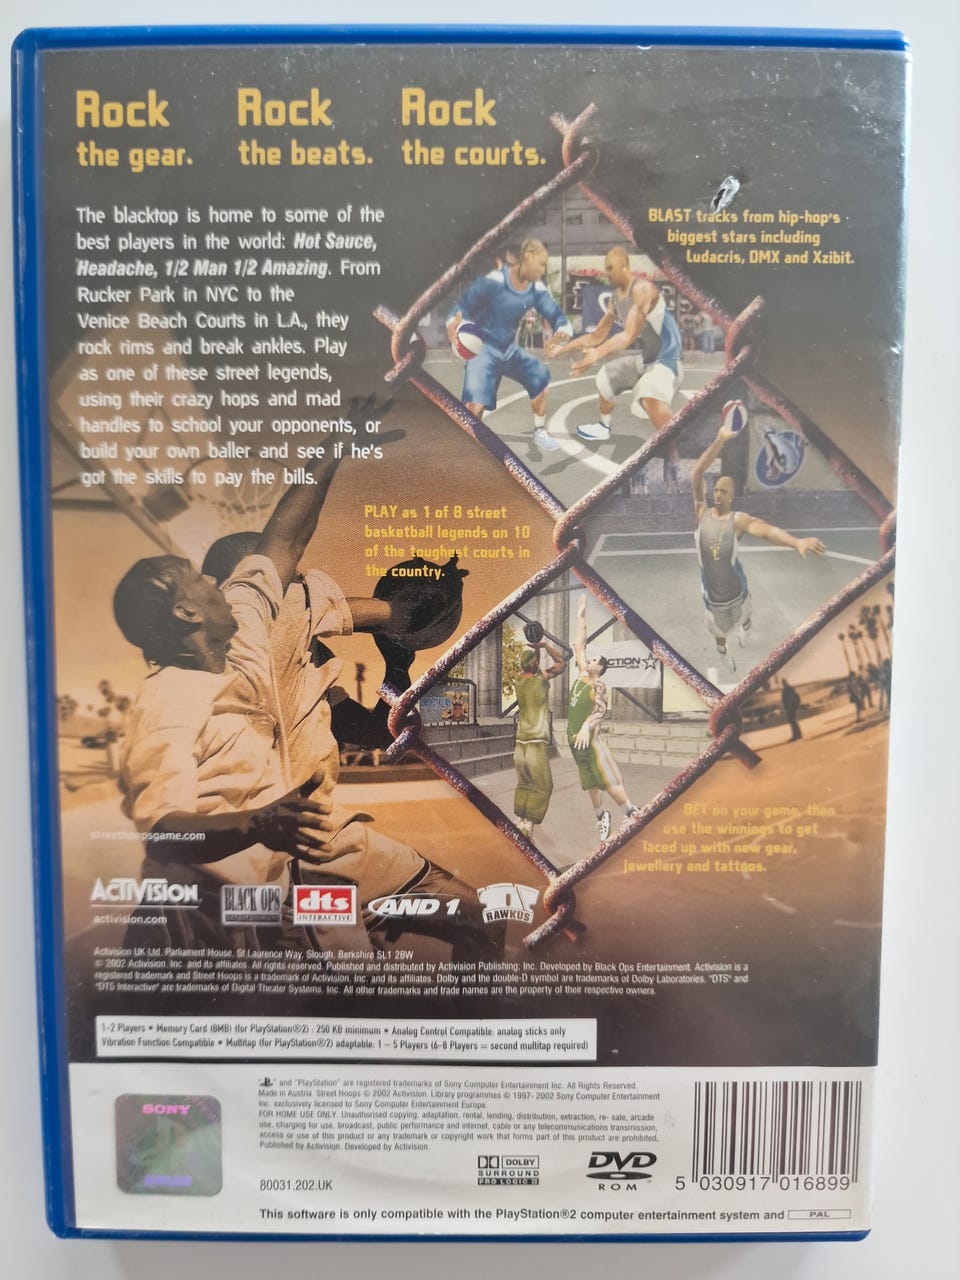 Rock Rock Rock
the gear. the beats. the courts.
The blacktop is home to some of the
best players in the world: Hot Sauce,
Headache, 1/2 Man 1/2 Amazing. From
Rucker Park in NYC to the
Venice Beach Courts in L.A., they
rock rims and break ankles. Play
as one of these street legends,
using their crazy hops and mad
handles to school your opponents, or
build your own baller and see if he's
got the skills to pay the bills.
BLAST tracks from hip-hop's
biggest stars including
Ludacris, DMX and Xzibit.
PLAY as 1 of 8 street
basketball legends on 10
of the toughest courts in
the country.
CTION
BET on your game, then
use the winnings to get
laced up with new gear,
jewellery and tattoos.
streethoopsgame.com
ACTIVISION
activision.com
BLACK OPS
ENTERTAINMENT
dts
INTERACTIVE
AND 1
RAWKUS
Activision UK Ltd. Parliament House, St Laurence Way, Slough, Berkshire SL1 2BW
© 2002 Activision, Inc. and its affiliates. All rights reserved. Published and distributed by Activision Publishing, Inc. Developed by Black Ops Entertainment. Activision is a
registered trademark and Street Hoops is a trademark of Activision, Inc. and its affiliates. Dolby and the double-D symbol are trademarks of Dolby Laboratories. "DTS" and
"DTS Interactive" are trademarks of Digital Theater Systems, Inc. All other trademarks and trade names are the property of their respective owners.
1-2 Players • Memory Card (8MB) (for PlayStation®2) : 250 KB minimum • Analog Control Compatible: analog sticks only
Vibration Function Compatible • Multitap (for PlayStation®2) adaptable: 1 – 5 Players (6-8 Players = second multitap required)
SONY
" and "PlayStation" are registered trademarks of Sony Computer Entertainment Inc. All Rights Reserved.
Made in Austria. Street Hoops © 2002 Activision. Library programmes © 1997- 2002 Sony Computer Entertainment
Inc. exclusively licensed to Sony Computer Entertainment Europe.
FOR HOME USE ONLY. Unauthorised copying, adaptation, rental, lending, distribution, extraction, re- sale, arcade
use, charging for use, broadcast, public performance and internet, cable or any telecommunications transmission,
access or use of this product or any trademark or copyright work that forms part of this product are prohibited.
Published by Activision. Developed by Activision.
DOLBY
SURROUND
PRO LOGIC II
DVD
ROM
5 030917 016899
80031.202.UK
This software is only compatible with the PlayStation®2 computer entertainment system and PAL